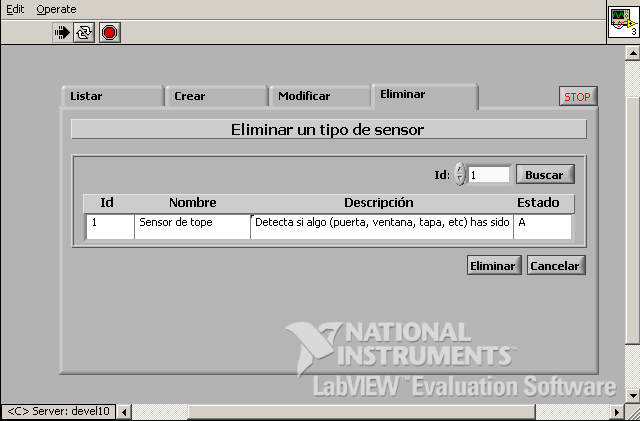 Edit Operate
3
Listar Crear Modificar Eliminar STOP
Eliminar un tipo de sensor
Id: 1 Buscar
Id Nombre Descripción Estado
1 Sensor de tope Detecta si algo (puerta, ventana, tapa, etc) has sido A
Eliminar Cancelar
NATIONAL
INSTRUMENTS™
LabVIEW™ Evaluation Software
<C> Server: devel10